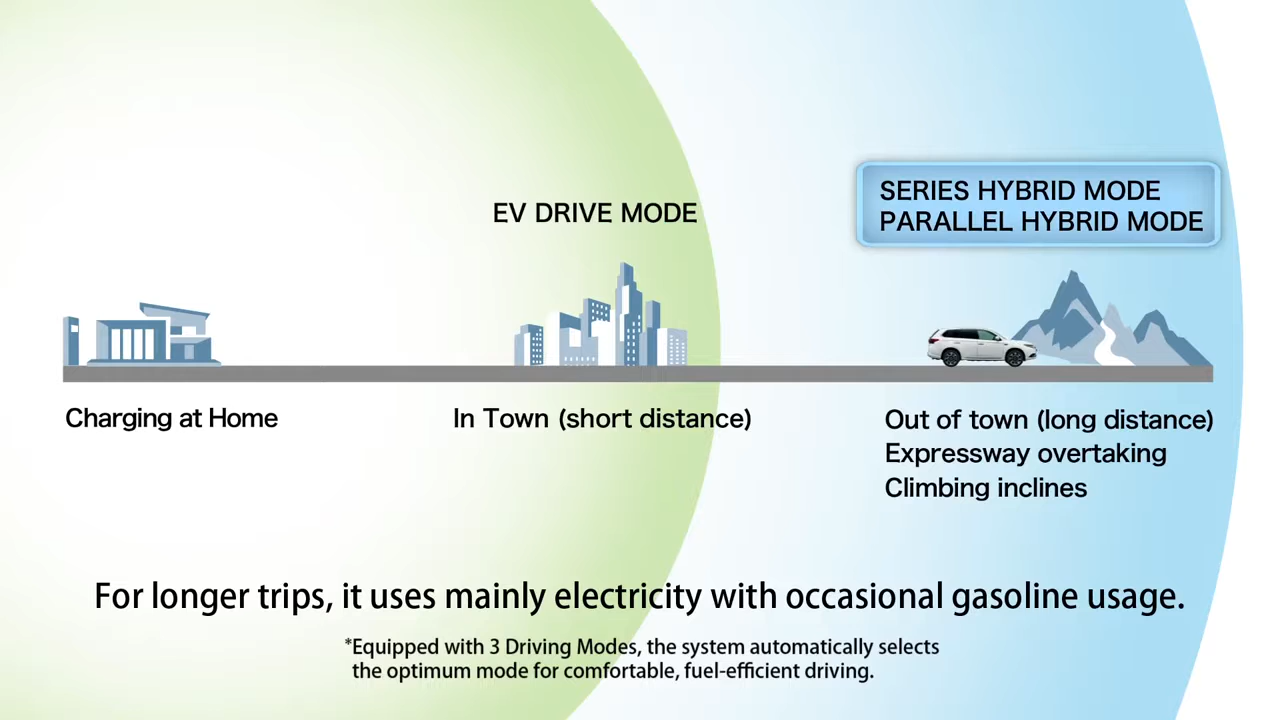 SERIES HYBRID MODE
PARALLEL HYBRID MODE
EV DRIVE MODE
Charging at Home
In Town (short distance)
Out of town (long distance)
Expressway overtaking
Climbing inclines
For longer trips, it uses mainly electricity with occasional gasoline usage.
*Equipped with 3 Driving Modes, the system automatically selects
the optimum mode for comfortable, fuel-efficient driving.